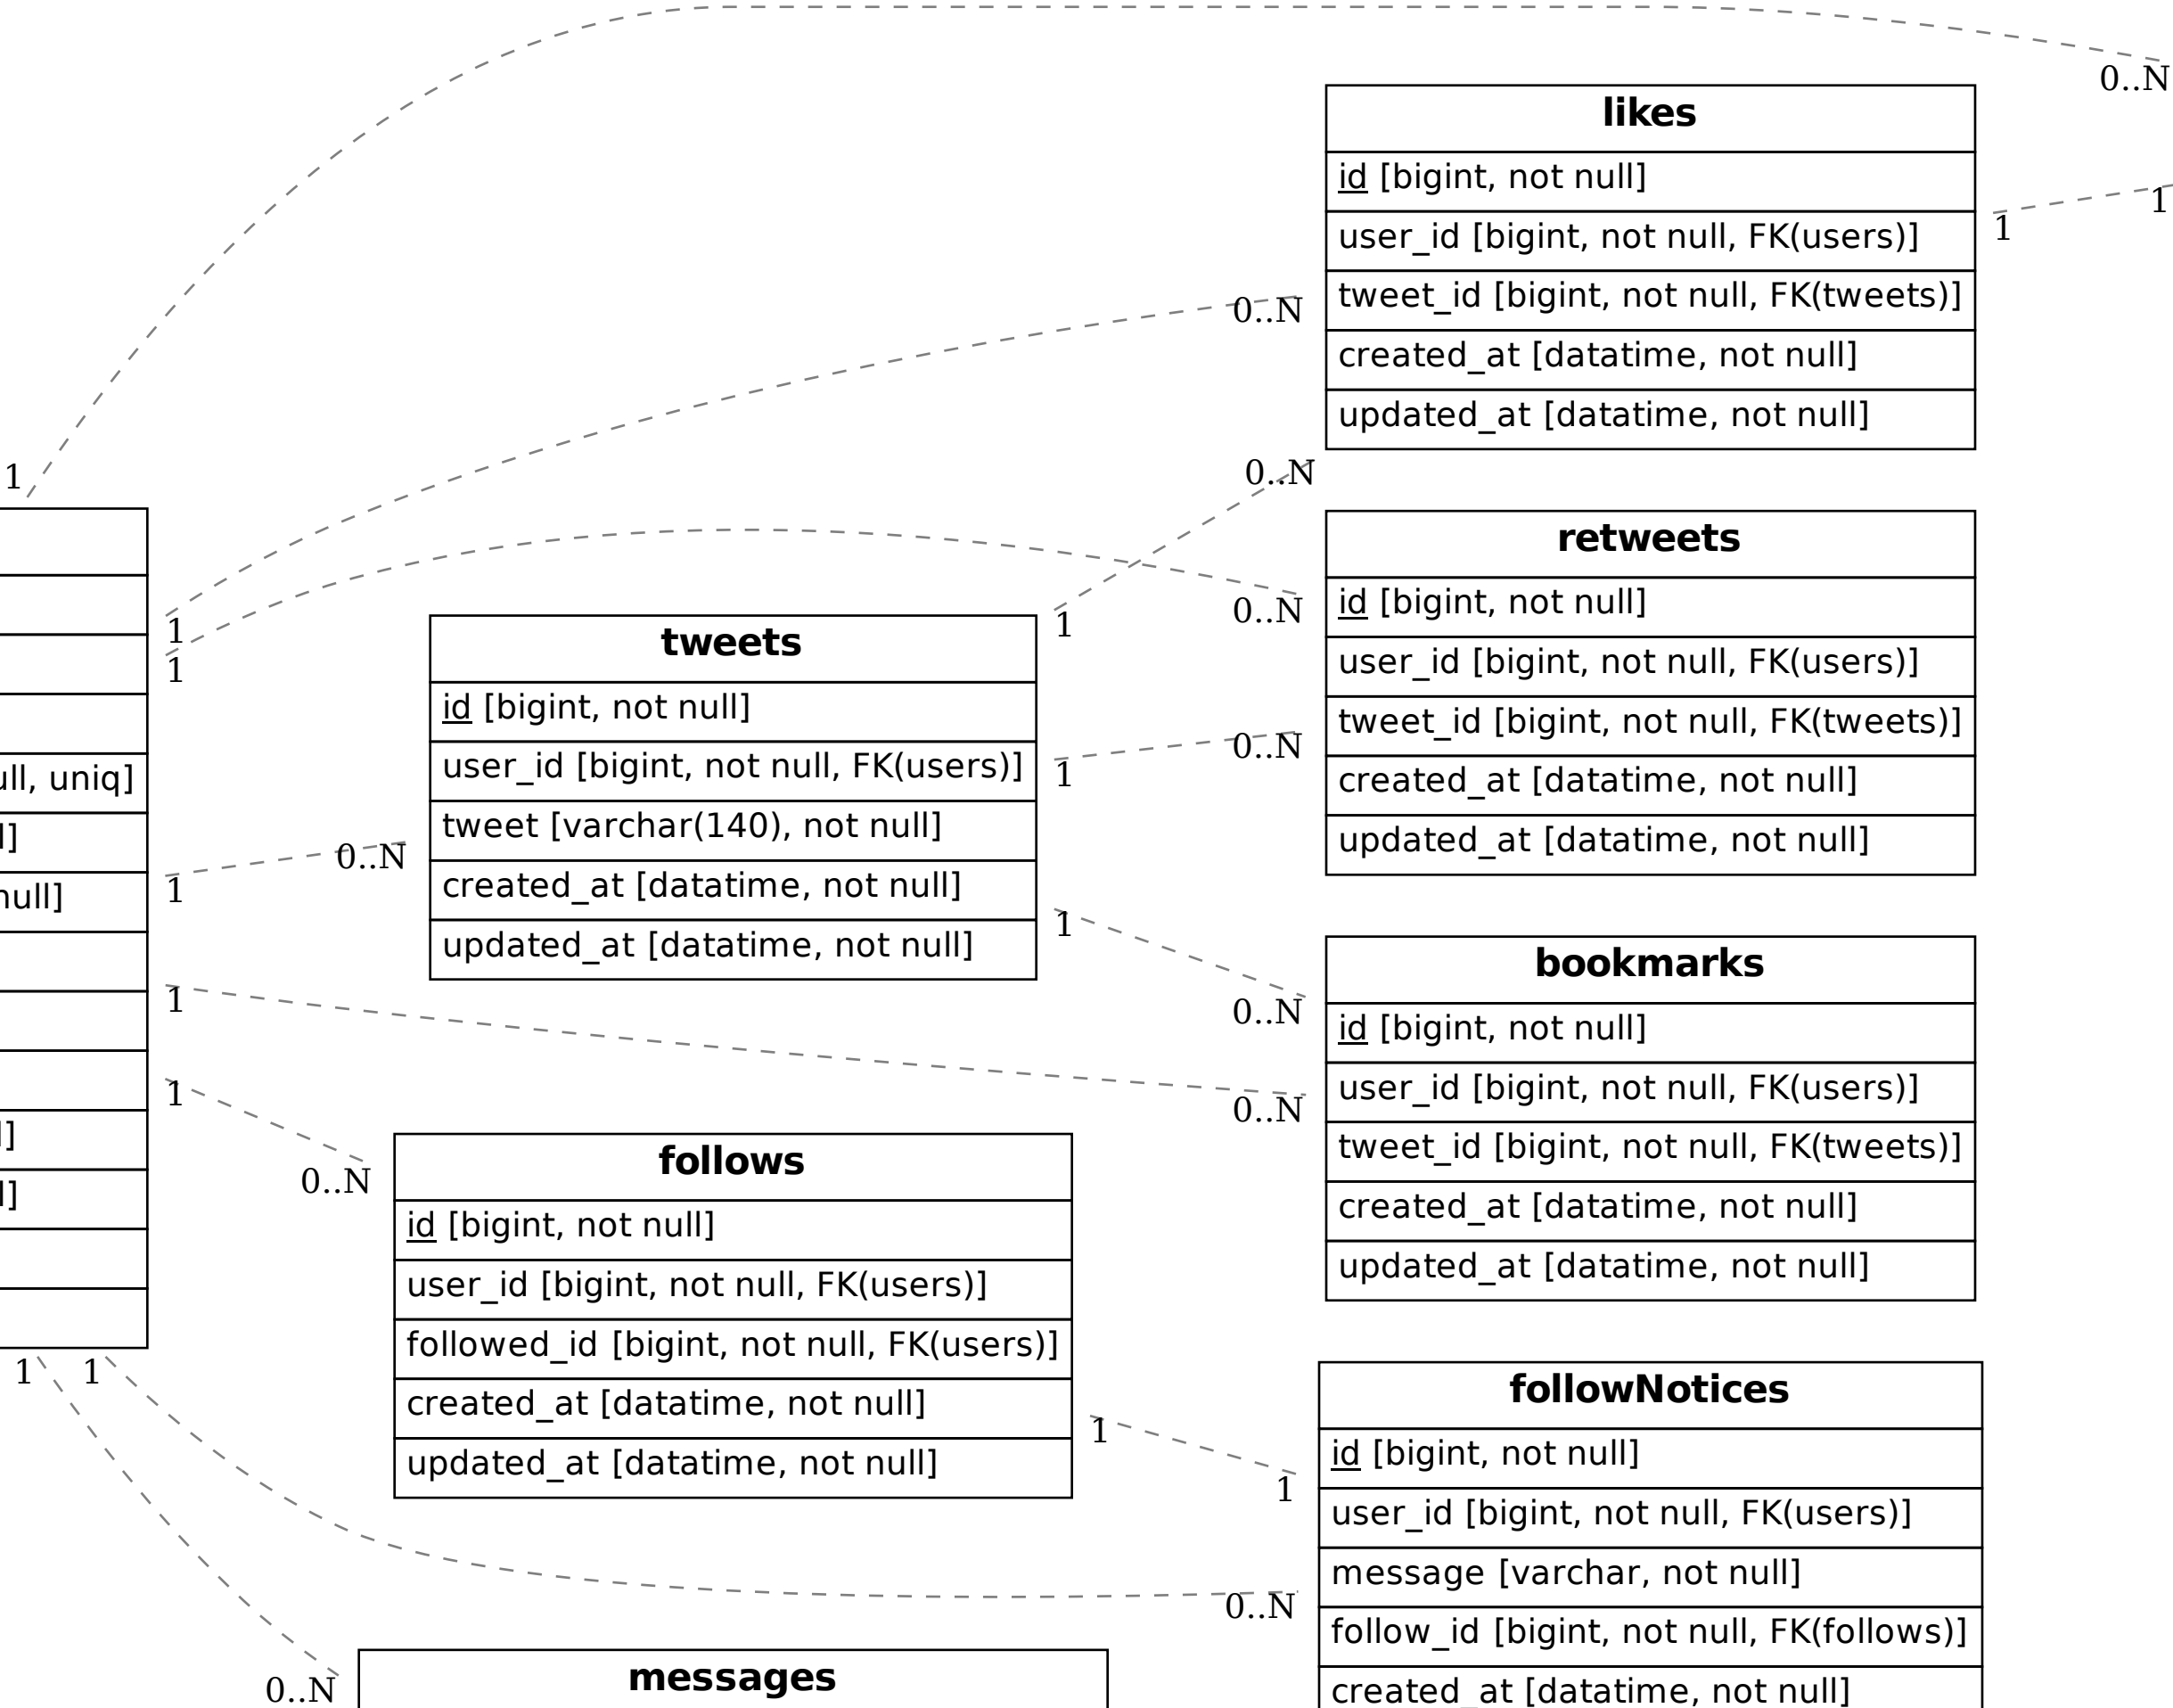 0..N
likes
id [bigint, not null]
1
user_id [bigint, not null, FK(users)]
1
0..N
tweet_id [bigint, not null, FK(tweets)]
created_at [datatime, not null]
updated_at [datatime, not null]
1
0..N
retweets
0..N
id [bigint, not null]
user_id [bigint, not null, FK(users)]
0..N
tweet_id [bigint, not null, FK(tweets)]
created_at [datatime, not null]
updated_at [datatime, not null]
1
1
1
tweets
id [bigint, not null]
user_id [bigint, not null, FK(users)]
1
tweet [varchar(140), not null]
0..N
created_at [datatime, not null]
1
updated_at [datatime, not null]
uniq]
null]
1
1
1
bookmarks
0..N
id [bigint, not null]
user_id [bigint, not null, FK(users)]
0..N
tweet_id [bigint, not null, FK(tweets)]
created_at [datatime, not null]
updated_at [datatime, not null]
follows
0..N
id [bigint, not null]
user_id [bigint, not null, FK(users)]
followed_id [bigint, not null, FK(users)]
created_at [datatime, not null]
1
updated_at [datatime, not null]
1 1
followNotices
id [bigint, not null]
1
user_id [bigint, not null, FK(users)]
message [varchar, not null]
0..N
follow_id [bigint, not null, FK(follows)]
created_at [datatime, not null]
messages
0..N